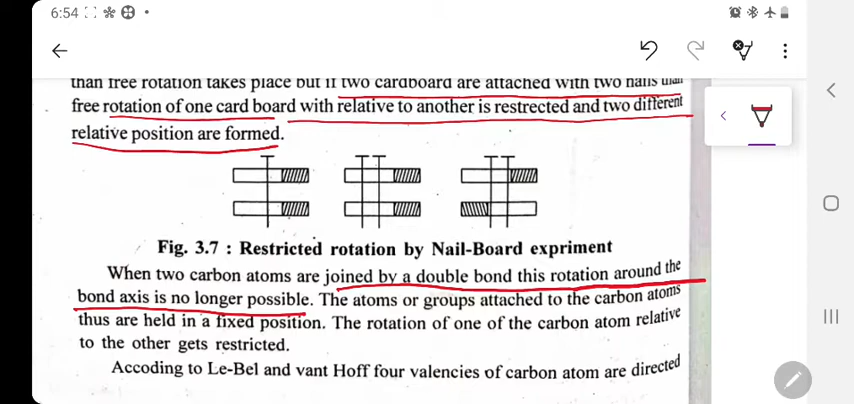 6:54
than free rotation takes place but if two cardboard are attached with two nails than
free rotation of one card board with relative to another is restrected and two different
relative position are formed.
Fig. 3.7 : Restricted rotation by Nail-Board expriment
When two carbon atoms are joined by a double bond this rotation around the
bond axis is no longer possible. The atoms or groups attached to the carbon atoms
thus are held in a fixed position. The rotation of one of the carbon atom relative
to the other gets restricted.
Accoding to Le-Bel and vant Hoff four valencies of carbon atom are directed